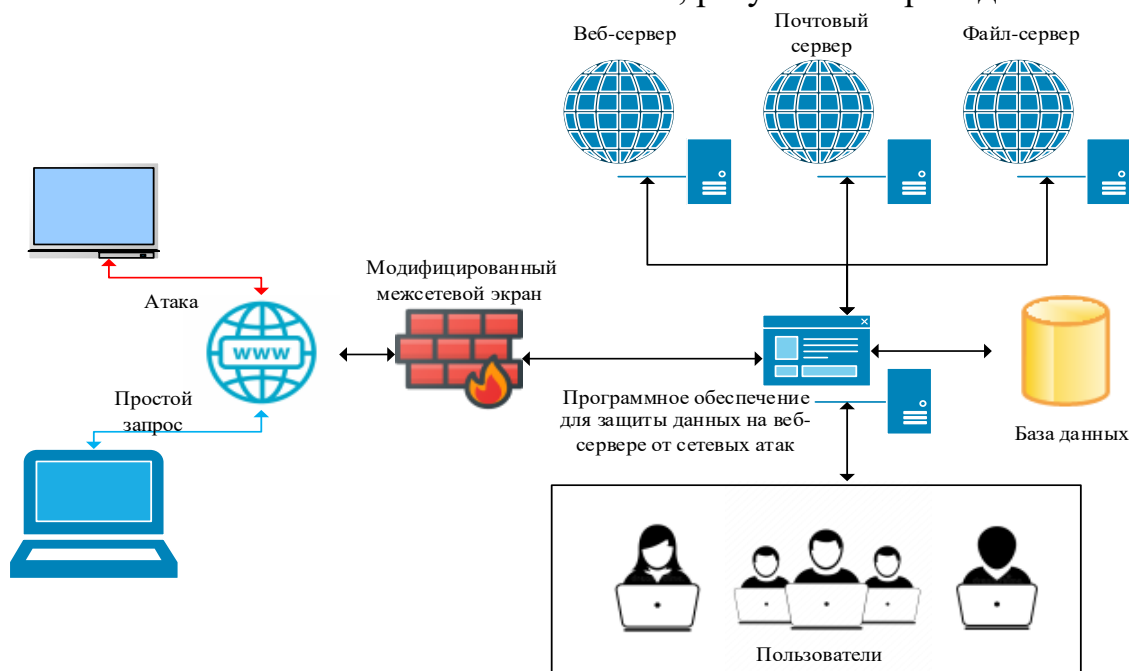 Веб-сервер
Почтовый
сервер
Файл-сервер
Модифицированный
межсетевой экран
Атака
www
Простой
запрос
Программное обеспечение
для защиты данных на веб-
сервере от сетевых атак
База данных
Пользователи